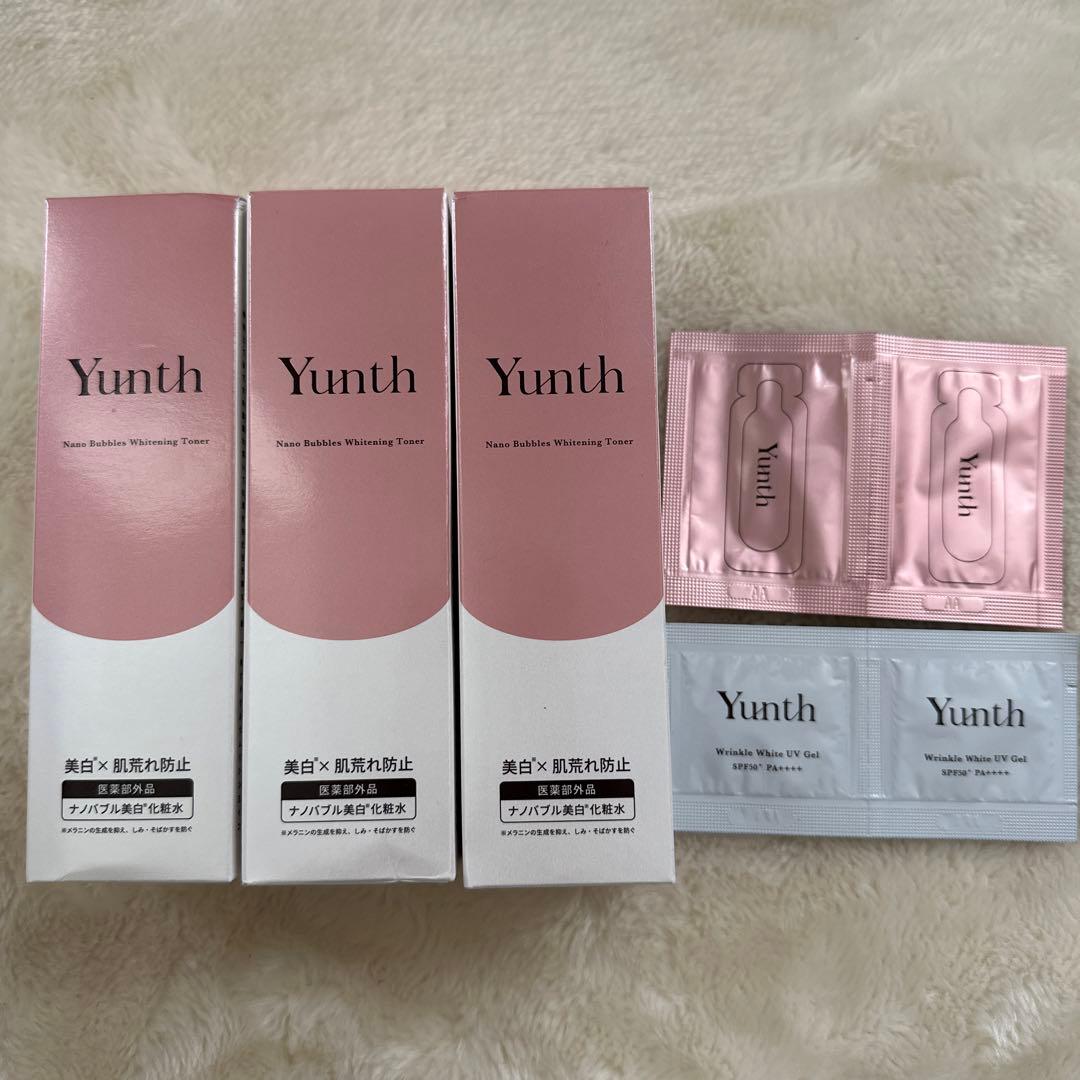 Yunth
Nano Bubbles Whitening Toner
美白※× 肌荒れ防止
医薬部外品
ナノバブル美白※化粧水
※メラニンの生成を抑え、しみ・そばかすを防ぐ
Yunth
Nano Bubbles Whitening Toner
美白※× 肌荒れ防止
医薬部外品
ナノバブル美白※化粧水
※メラニンの生成を抑え、しみ・そばかすを防ぐ
Yunth
Nano Bubbles Whitening Toner
美白※× 肌荒れ防止
医薬部外品
ナノバブル美白※化粧水
※メラニンの生成を抑え、しみ・そばかすを防ぐ
Yunth
Yunth
Yunth
Wrinkle White UV Gel
SPF50+ PA++++
Yunth
Wrinkle White UV Gel
SPF50+ PA++++